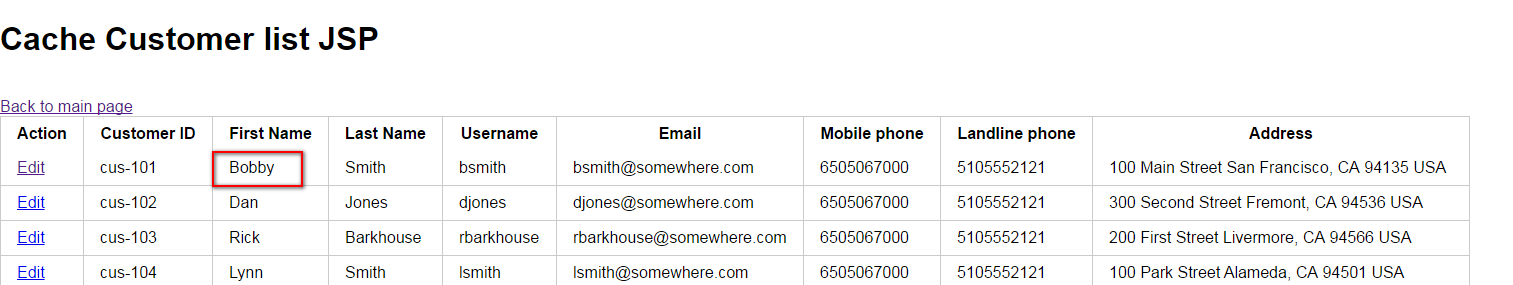 Cache Customer list JSP
Back to main page
Action Customer ID First Name Last Name Username Email Mobile phone Landline phone Address
Edit cus-101 Bobby Smith bsmith bsmith@somewhere.com 6505067000 5105552121 100 Main Street San Francisco, CA 94135 USA
Edit cus-102 Dan Jones djones djones@somewhere.com 6505067000 5105552121 300 Second Street Fremont, CA 94536 USA
Edit cus-103 Rick Barkhouse rbarkhouse rbarkhouse@somewhere.com 6505067000 5105552121 200 First Street Livermore, CA 94566 USA
Edit cus-104 Lynn Smith lsmith lsmith@somewhere.com 6505067000 5105552121 100 Park Street Alameda, CA 94501 USA